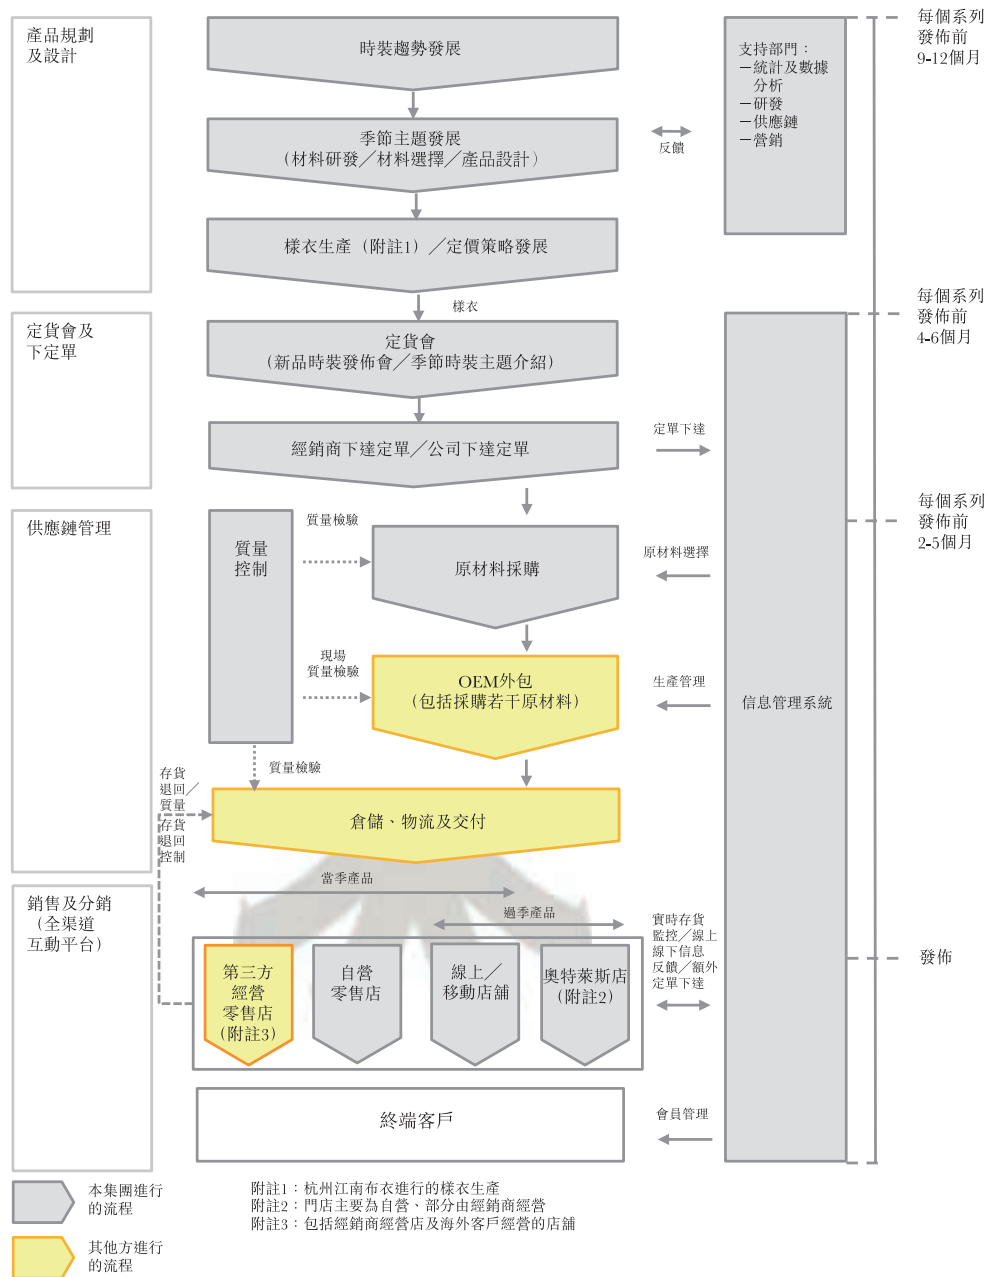 產品規劃
及設計
時裝趨勢發展
支持部門：
－統計及數據
分析
－研發
－供應鏈
－營銷
每個系列
發佈前
9-12個月
季節主題發展
（材料研發／材料選擇／產品設計）
反饋
樣衣生產（附註1）／定價策略發展
樣衣
每個系列
發佈前
4-6個月
定貨會及
下定單
定貨會
（新品時裝發佈會／季節時裝主題介紹）
經銷商下達定單／公司下達定單
定單下達
每個系列
發佈前
2-5個月
供應鏈管理
質量
控制
質量檢驗
原材料採購
原材料選擇
現場
質量檢驗
OEM外包
（包括採購若干原材料）
生產管理
信息管理系統
質量檢驗
存貨
退回／
質量
存貨
退回
控制
倉儲、物流及交付
銷售及分銷
（全渠道
互動平台）
當季產品
過季產品
第三方
經營
零售店
（附註3）
自營
零售店
線上／
移動店舖
奧特萊斯店
（附註2）
實時存貨
監控／線上
線下信息
反饋／額外
定單下達
發佈
終端客戶
會員管理
本集團進行
的流程
其他方進行
的流程
附註1：杭州江南布衣進行的樣衣生產
附註2：門店主要為自營、部分由經銷商經營
附註3：包括經銷商經營店及海外客戶經營的店舖